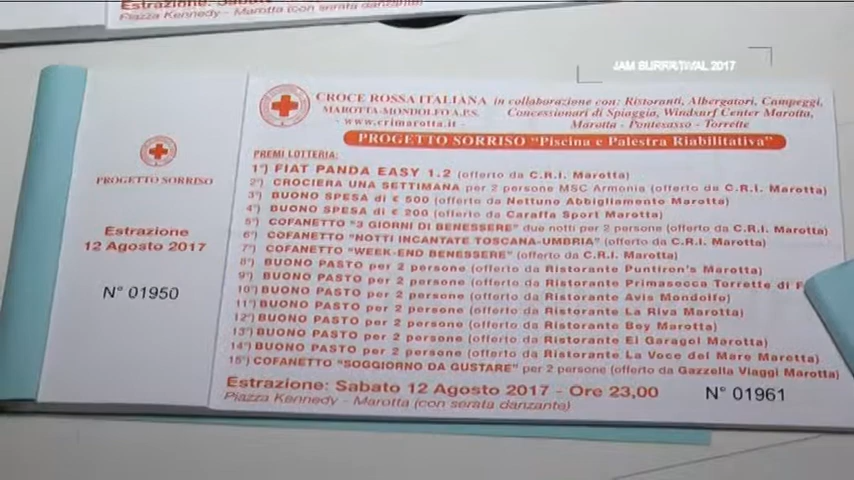 Estrazione: Sabato
Piazza Kennedy - Marotta (con serata danzante)
JAM BURRASTIWAL 2017
PROGETTO SORRISO
Estrazione
12 Agosto 2017
N° 01950
CROCE ROSSA ITALIANA in collaborazione con: Ristoranti, Albergatori, Campeggi,
MAROTTA-MONDOLFO A.P.S. Concessionari di Spiaggia, Windsurf Center Marotta,
- www.crimarotta.it - Marotta - Pontesasso - Torrette
PROGETTO SORRISO "Piscina e Palestra Riabilitativa"
PREMI LOTTERIA:
1°) FIAT PANDA EASY 1.2 (offerto da C.R.I. Marotta)
2°) CROCIERA UNA SETTIMANA per 2 persone MSC Armonia (offerto da C.R.I. Marotta)
3°) BUONO SPESA di € 500 (offerto da Nettuno Abbigliamento Marotta)
4°) BUONO SPESA di € 200 (offerto da Caraffa Sport Marotta)
5°) COFANETTO "3 GIORNI DI BENESSERE" due notti per 2 persone (offerto da C.R.I. Marotta)
6°) COFANETTO "NOTTI INCANTATE TOSCANA-UMBRIA" (offerto da C.R.I. Marotta)
7°) COFANETTO "WEEK-END BENESSERE" (offerto da C.R.I. Marotta)
8°) BUONO PASTO per 2 persone (offerto da Ristorante Puntiron's Marotta)
9°) BUONO PASTO per 2 persone (offerto da Ristorante Primasecca Torrette di F
10°) BUONO PASTO per 2 persone (offerto da Ristorante Avis Mondolfo)
11°) BUONO PASTO per 2 persone (offerto da Ristorante La Riva Marotta)
12°) BUONO PASTO per 2 persone (offerto da Ristorante Bey Marotta)
13°) BUONO PASTO per 2 persone (offerto da Ristorante El Garagol Marotta)
14°) BUONO PASTO per 2 persone (offerto da Ristorante La Voce del Mare Marotta)
15°) COFANETTO "SOGGIORNO DA GUSTARE" per 2 persone (offerto da Gazzella Viaggi Marotta)
Estrazione: Sabato 12 Agosto 2017 - Ore 23,00
Piazza Kennedy - Marotta (con serata danzante)
N° 01961